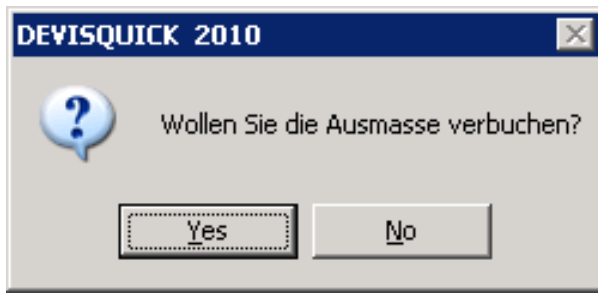 DEVISQUICK 2010
Wollen Sie die Ausmasse verbuchen?
Yes
No